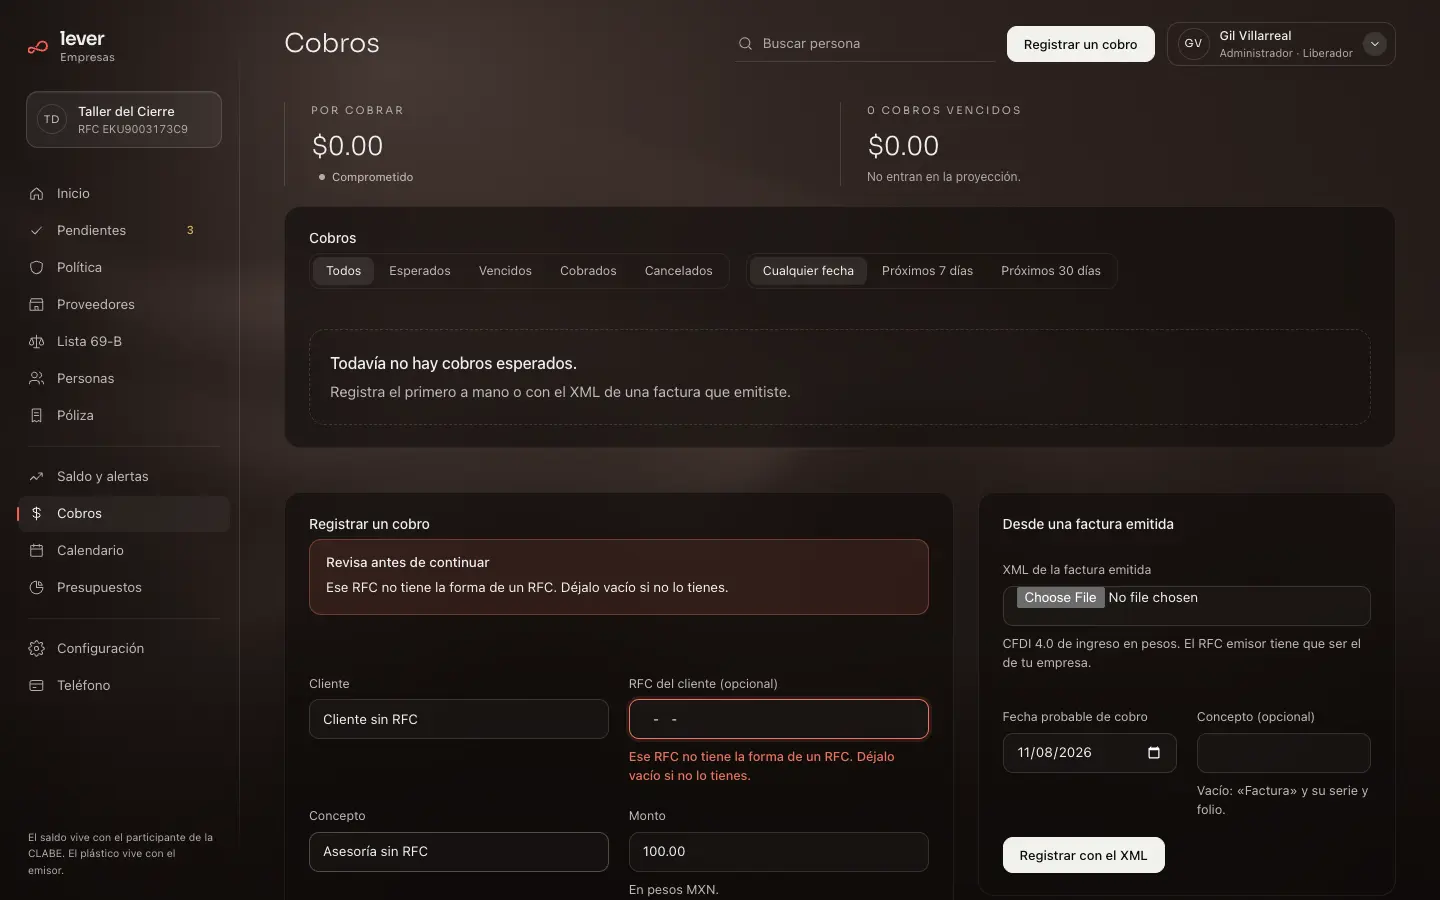 lever
Empresas
TD
Taller del Cierre
RFC EKU9003173C9
Inicio
Pendientes 3
Política
Proveedores
Lista 69-B
Personas
Póliza
Saldo y alertas
Cobros
Calendario
Presupuestos
Configuración
Teléfono
El saldo vive con el participante de la
CLABE. El plástico vive con el
emisor.
Cobros
Buscar persona
Registrar un cobro
GV
Gil Villarreal
Administrador · Liberador
POR COBRAR
$0.00
Comprometido
0 COBROS VENCIDOS
$0.00
No entran en la proyección.
Cobros
Todos Esperados Vencidos Cobrados Cancelados
Cualquier fecha Próximos 7 días Próximos 30 días
Todavía no hay cobros esperados.
Registra el primero a mano o con el XML de una factura que emitiste.
Registrar un cobro
Revisa antes de continuar
Ese RFC no tiene la forma de un RFC. Déjalo vacío si no lo tienes.
Cliente
Cliente sin RFC
RFC del cliente (opcional)
- -
Ese RFC no tiene la forma de un RFC. Déjalo
vacío si no lo tienes.
Concepto
Asesoría sin RFC
Monto
100.00
En pesos MXN.
Desde una factura emitida
XML de la factura emitida
Choose File No file chosen
CFDI 4.0 de ingreso en pesos. El RFC emisor tiene que ser el
de tu empresa.
Fecha probable de cobro
11/08/2026
Concepto (opcional)
Vacío: «Factura» y su serie y
folio.
Registrar con el XML